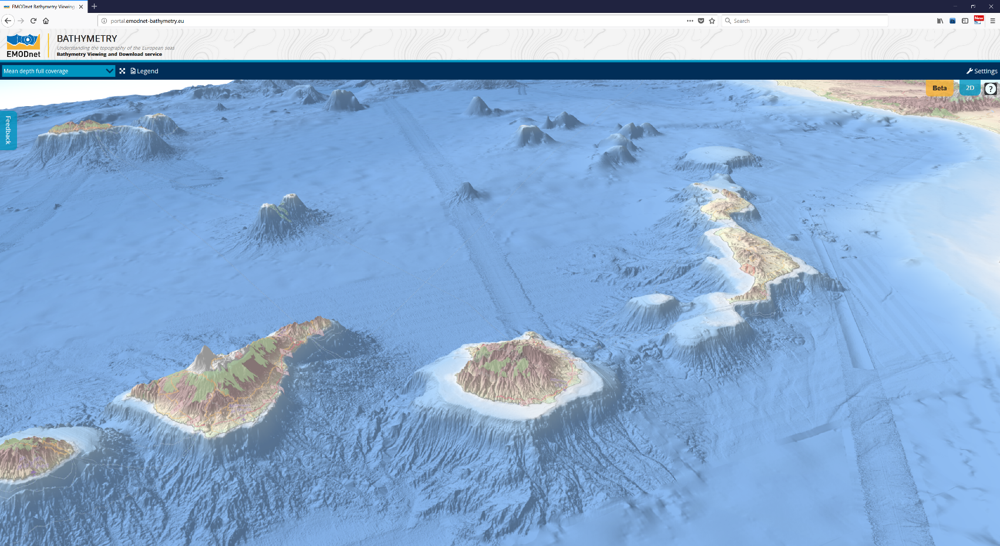 EMODnet Bathymetry Viewing
portal.emodnet-bathymetry.eu
Search
New
EMODnet
BATHYMETRY
Understanding the topography of the European seas
Bathymetry Viewing and Download service
Mean depth full coverage
Legend
Settings
Beta
2D
?
Feedback